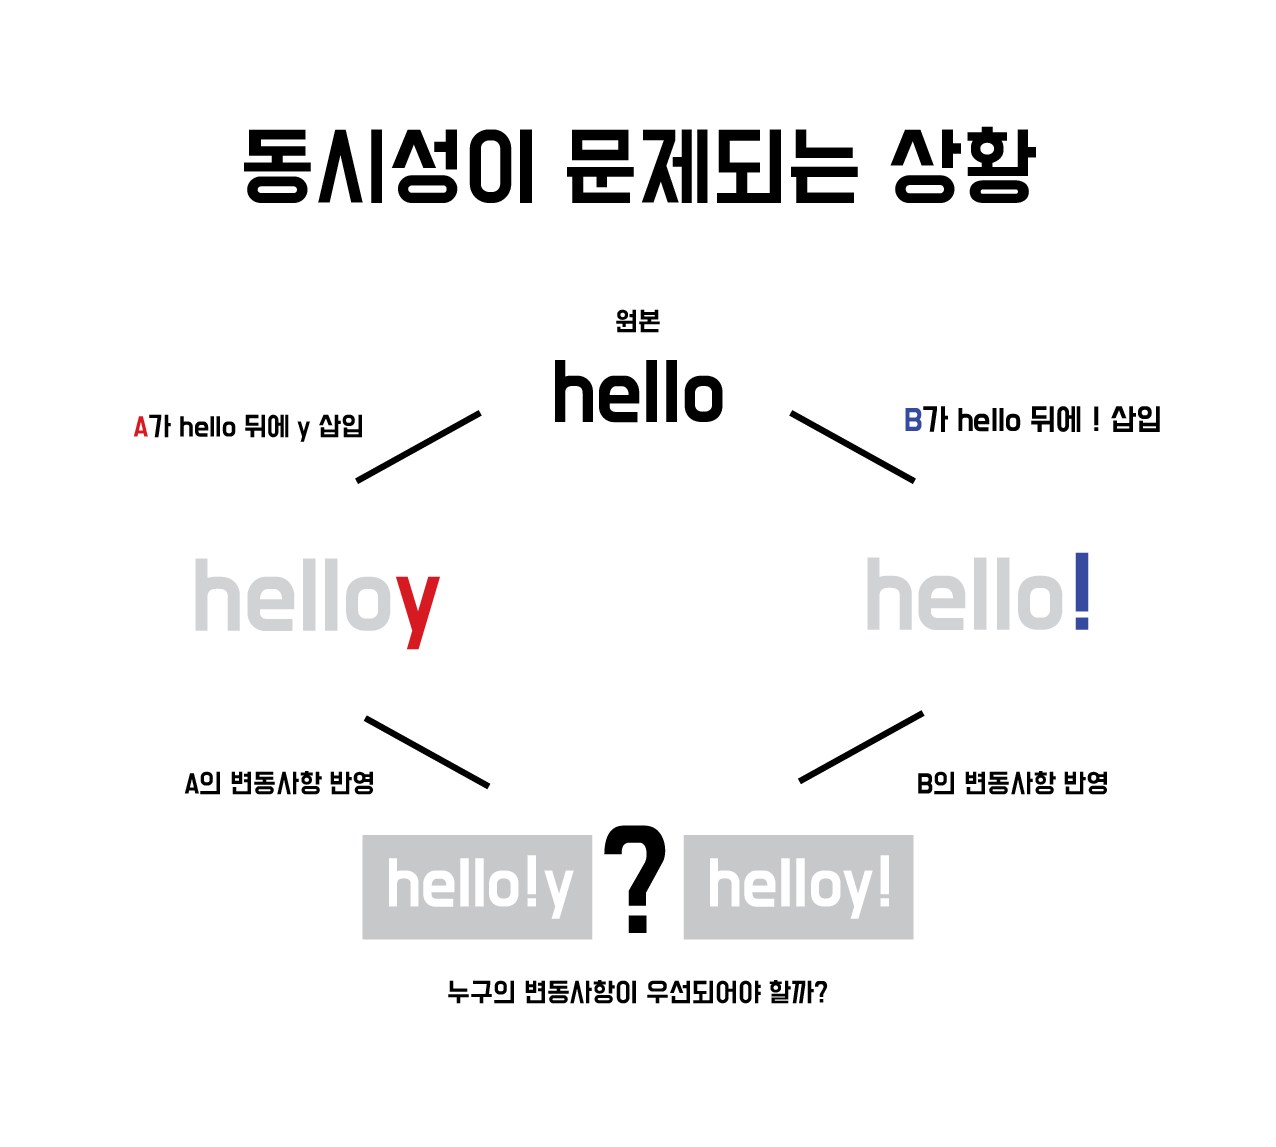 동시성이 문제되는 상황
원본
hello
A가 hello 뒤에 y 삽입
B가 hello 뒤에 ! 삽입
helloy
hello!
A의 변동사항 반영
B의 변동사항 반영
hello!y ? helloy!
누구의 변동사항이 우선되어야 할까?